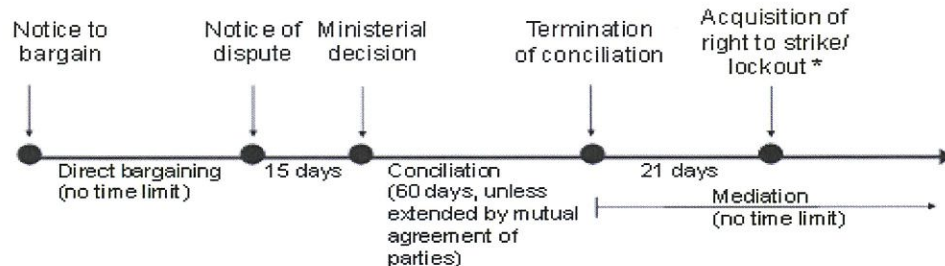 Notice to
bargain
Notice of
dispute
Ministerial
decision
Termination
of conciliation
Acquisition of
right to strike/
lockout *
Direct bargaining
(no time limit)
15 days
Conciliation
(60 days, unless
extended by mutual
agreement of
parties)
21 days
Mediation
(no time limit)